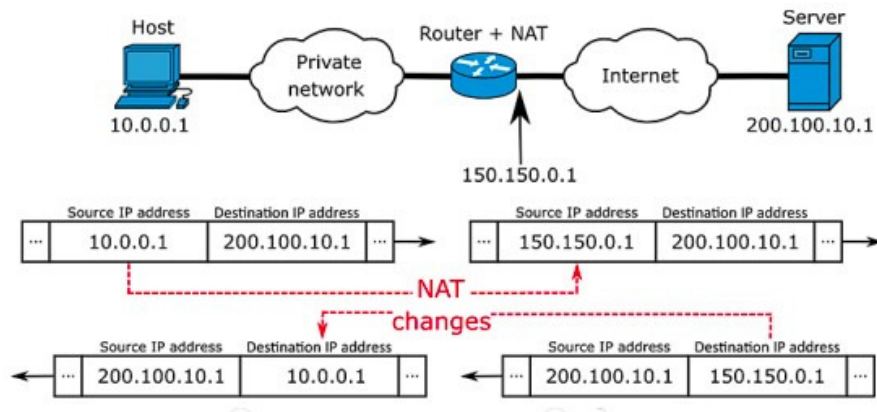 Host
Router + NAT
Server
Private
network
Internet
10.0.0.1
200.100.10.1
150.150.0.1
Source IP address Destination IP address
... 10.0.0.1 200.100.10.1 ...
Source IP address Destination IP address
... 150.150.0.1 200.100.10.1 ...
NAT
changes
Source IP address Destination IP address
... 200.100.10.1 10.0.0.1 ...
Source IP address Destination IP address
... 200.100.10.1 150.150.0.1 ...